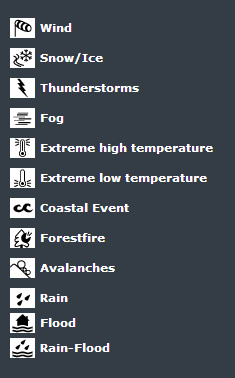 Wind
Snow/Ice
Thunderstorms
Fog
Extreme high temperature
Extreme low temperature
Coastal Event
Forestfire
Avalanches
Rain
Flood
Rain-Flood